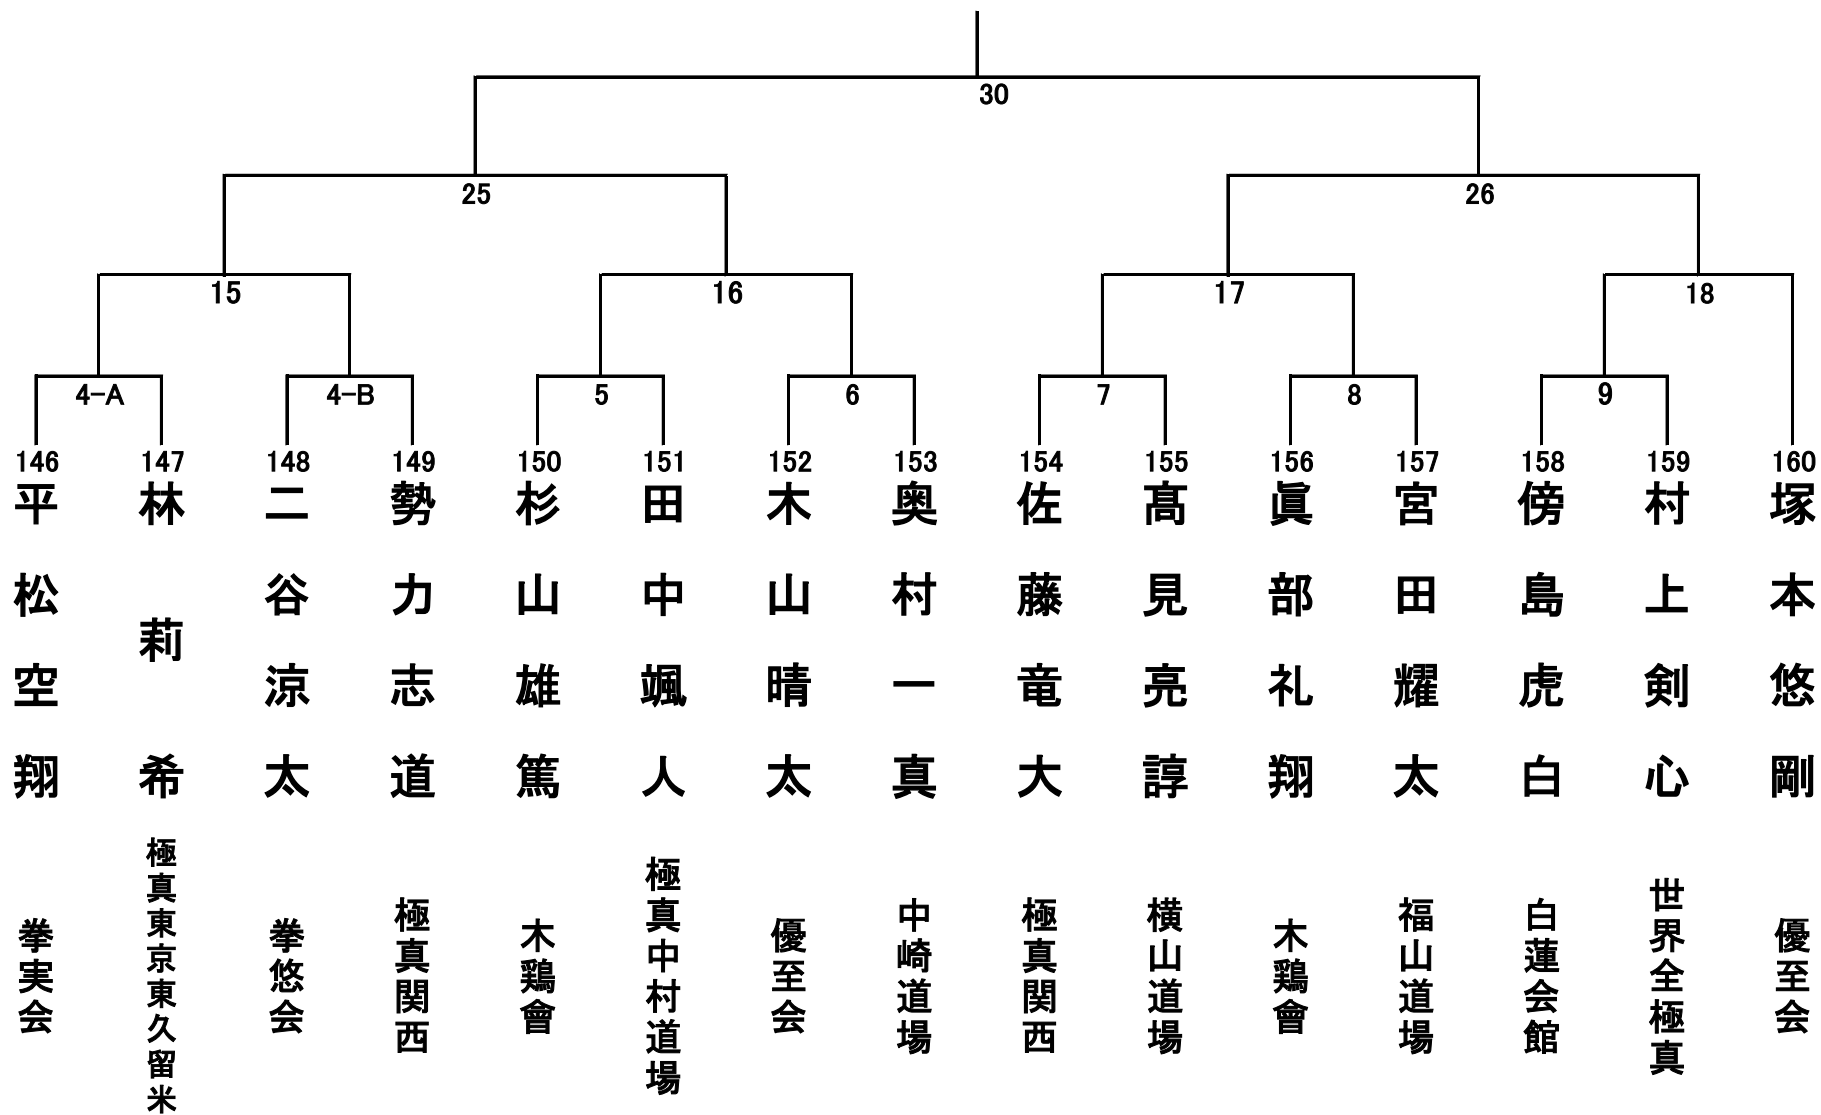 30
25
26
15
16
17
18
4-A
4-B
5
6
7
8
9
146
147
148
149
150
151
152
153
154
155
156
157
158
159
160
平松空翔
林莉希
二谷涼太
勢力志道
杉山雄篤
田中颯人
木山晴太
奥村一真
佐藤竜大
髙見亮諄
眞部礼翔
宮田耀太
傍島虎白
村上剣心
塚本悠剛
拳実会
極真東京東久留米
拳悠会
極真関西
木鶏會
極真中村道場
優至会
中崎道場
極真関西
横山道場
木鶏會
福山道場
白蓮会館
世界全極真
優至会